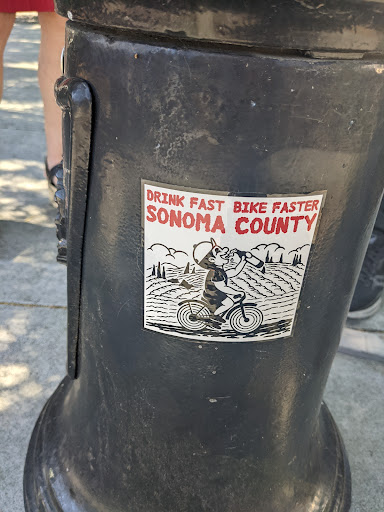 DRINK FAST BIKE FASTER
SONOMA COUNTY